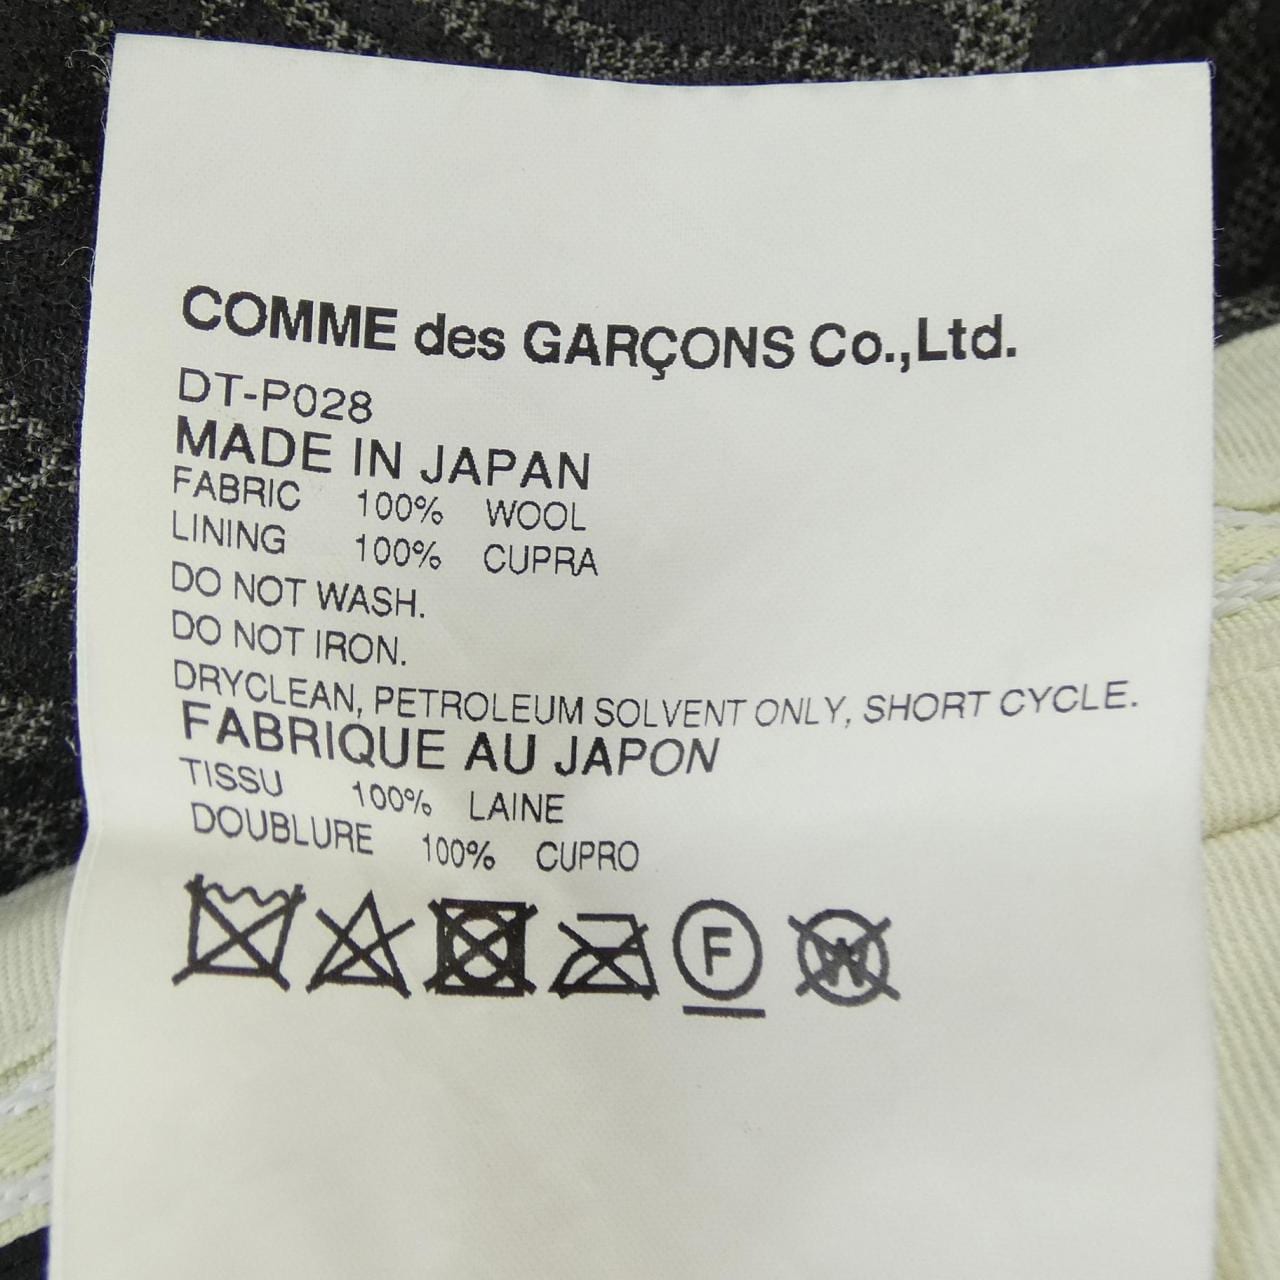 COMME des GARÇONS Co.,Ltd.
DT-P028
MADE IN JAPAN
FABRIC 100% WOOL
LINING 100% CUPRA
DO NOT WASH.
DO NOT IRON.
DRYCLEAN, PETROLEUM SOLVENT ONLY, SHORT CYCLE.
FABRIQUE AU JAPON
TISSU 100% LAINE
DOUBLURE 100% CUPRO
F W